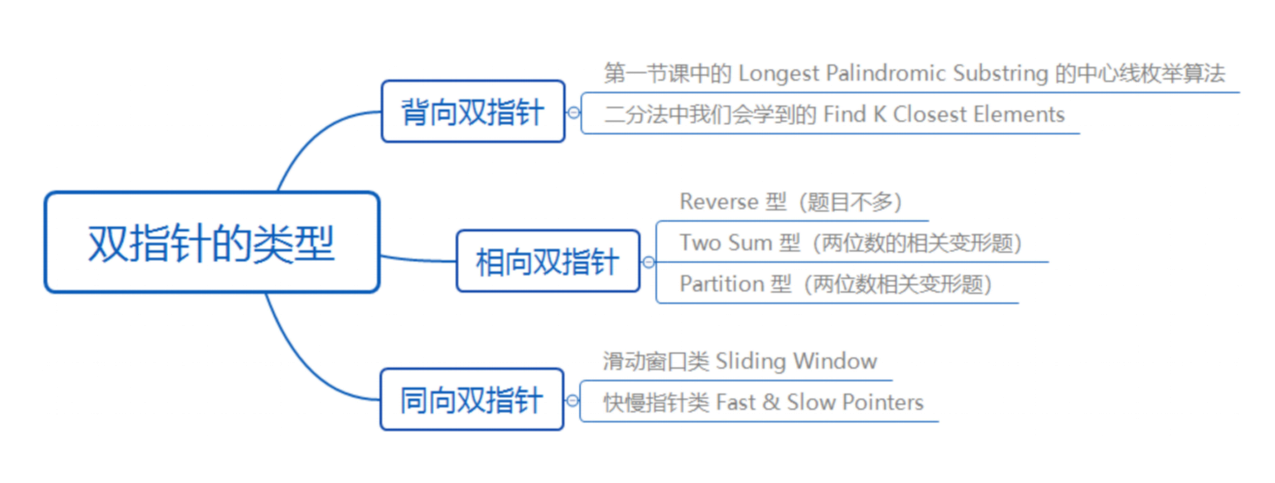 双指针的类型
背向双指针
第一节课中的 Longest Palindromic Substring 的中心线枚举算法
二分法中我们会学到的 Find K Closest Elements
相向双指针
Reverse 型（题目不多）
Two Sum 型（两位数的相关变形题）
Partition 型（两位数相关变形题）
同向双指针
滑动窗口类 Sliding Window
快慢指针类 Fast & Slow Pointers